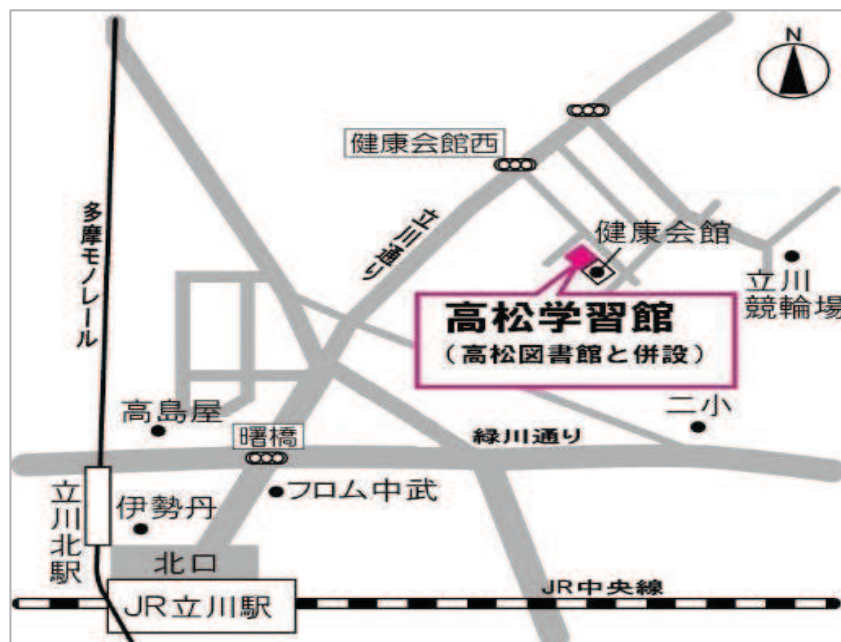 N
健康会館西
多摩モノレール
立川通り
健康会館
立川
競輪場
高松学習館
（高松図書館と併設）
高島屋
二小
曙橋
緑川通り
フロム中武
伊勢丹
立川北駅
北口
JR中央線
JR立川駅